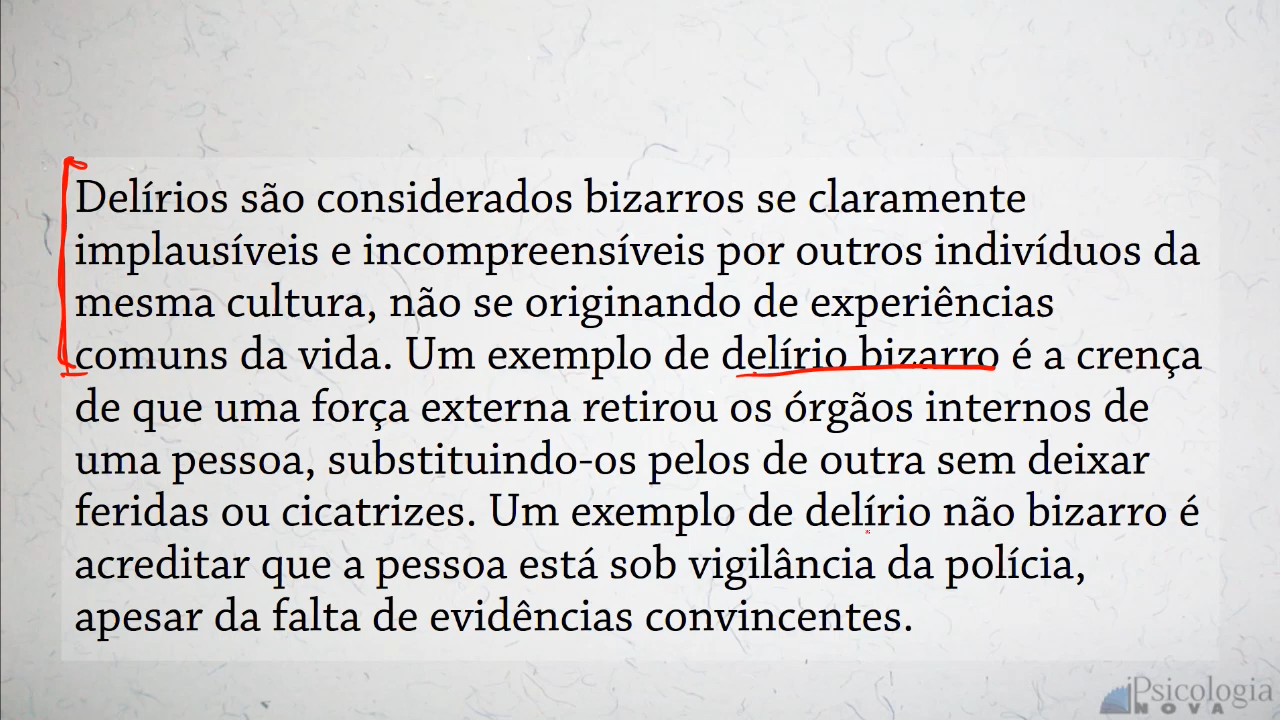 Delírios são considerados bizarros se claramente
implausíveis e incompreensíveis por outros indivíduos da
mesma cultura, não se originando de experiências
comuns da vida. Um exemplo de delírio bizarro é a crença
de que uma força externa retirou os órgãos internos de
uma pessoa, substituindo-os pelos de outra sem deixar
feridas ou cicatrizes. Um exemplo de delírio não bizarro é
acreditar que a pessoa está sob vigilância da polícia,
apesar da falta de evidências convincentes.
Psicologia
NOVA